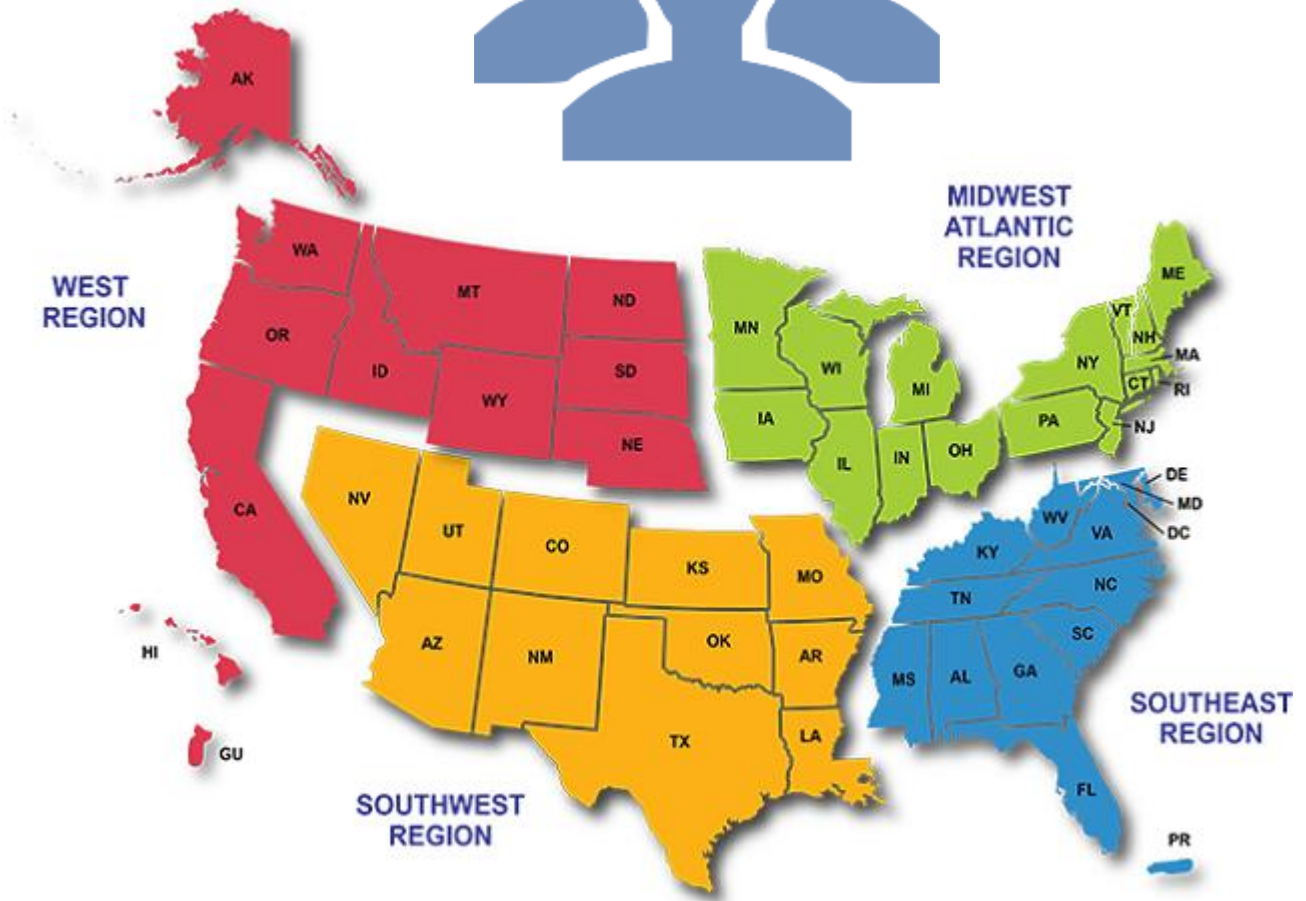 AK
MIDWEST
ATLANTIC
REGION
WEST
REGION
WA
MT
ND
OR
ID
SD
WY
NE
CA
HI
GU
MN
WI
MI
IA
IL
IN
OH
PA
NY
VT
NH
ME
MA
CT
RI
NJ
NV
UT
CO
KS
MO
AZ
NM
OK
AR
TX
LA
SOUTHWEST
REGION
DE
MD
DC
WV
VA
KY
NC
TN
SC
MS
AL
GA
FL
SOUTHEAST
REGION
PR